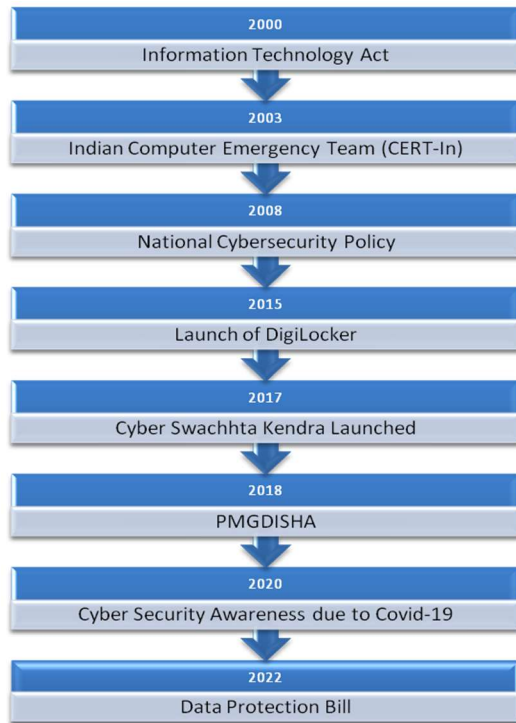 2000
Information Technology Act
2003
Indian Computer Emergency Team (CERT-In)
2008
National Cybersecurity Policy
2015
Launch of DigiLocker
2017
Cyber Swachhta Kendra Launched
2018
PMGDISHA
2020
Cyber Security Awareness due to Covid-19
2022
Data Protection Bill